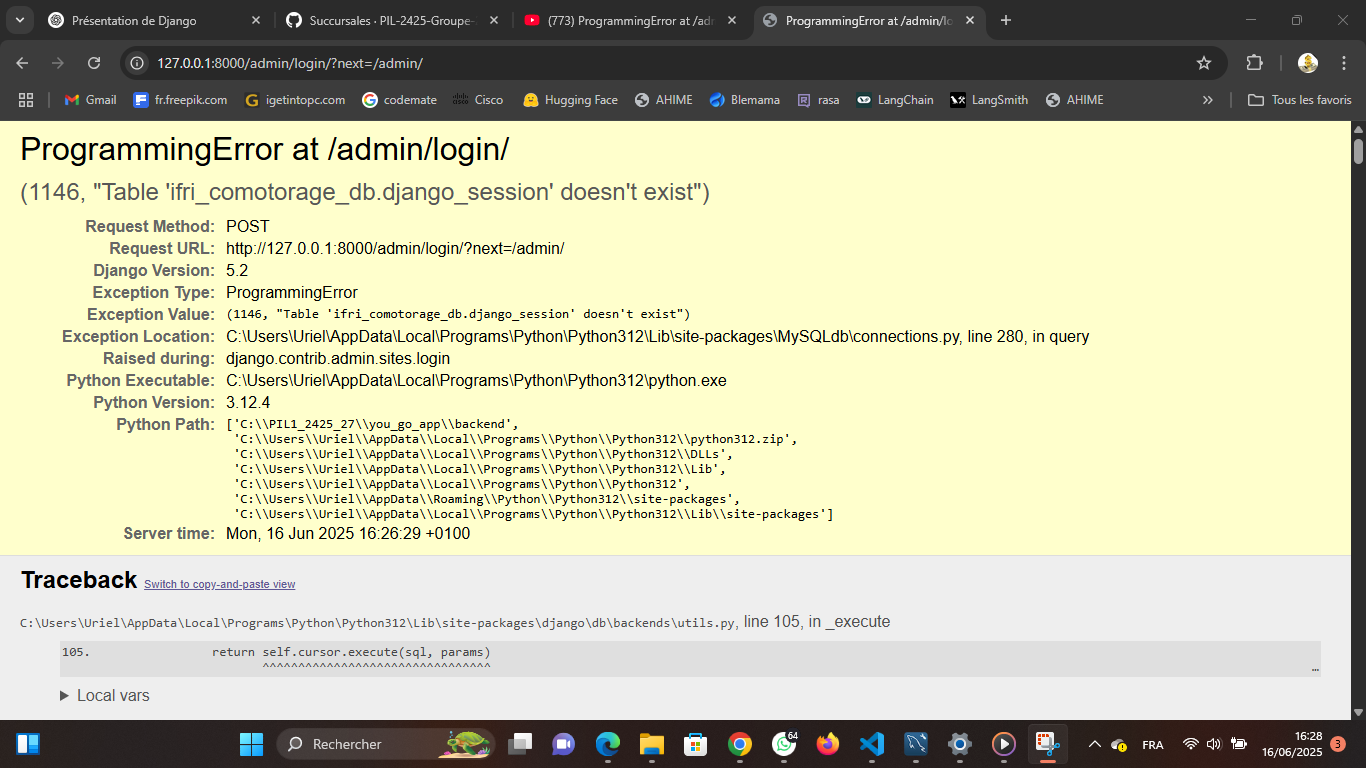 Présentation de Django
Succursales · PIL-2425-Groupe-
(773) ProgrammingError at /adm
ProgrammingError at /admin/lo
127.0.0.1:8000/admin/login/?next=/admin/
Gmail
fr.freepik.com
igetintopc.com
codemate
Cisco
Hugging Face
AHIME
Blemama
rasa
LangChain
LangSmith
AHIME
»
Tous les favoris
ProgrammingError at /admin/login/
(1146, "Table 'ifri_comotorage_db.django_session' doesn't exist")
Request Method: POST
Request URL: http://127.0.0.1:8000/admin/login/?next=/admin/
Django Version: 5.2
Exception Type: ProgrammingError
Exception Value: (1146, "Table 'ifri_comotorage_db.django_session' doesn't exist")
Exception Location: C:\Users\Uriel\AppData\Local\Programs\Python\Python312\Lib\site-packages\MySQLdb\connections.py, line 280, in query
Raised during: django.contrib.admin.sites.login
Python Executable: C:\Users\Uriel\AppData\Local\Programs\Python\Python312\python.exe
Python Version: 3.12.4
Python Path: ['C:\\PIL1_2425_27\\you_go_app\\backend',
'C:\\Users\\Uriel\\AppData\\Local\\Programs\\Python\\Python312\\python312.zip',
'C:\\Users\\Uriel\\AppData\\Local\\Programs\\Python\\Python312\\DLLs',
'C:\\Users\\Uriel\\AppData\\Local\\Programs\\Python\\Python312\\Lib',
'C:\\Users\\Uriel\\AppData\\Local\\Programs\\Python\\Python312',
'C:\\Users\\Uriel\\AppData\\Roaming\\Python\\Python312\\site-packages',
'C:\\Users\\Uriel\\AppData\\Local\\Programs\\Python\\Python312\\Lib\\site-packages']
Server time: Mon, 16 Jun 2025 16:26:29 +0100
Traceback Switch to copy-and-paste view
C:\Users\Uriel\AppData\Local\Programs\Python\Python312\Lib\site-packages\django\db\backends\utils.py, line 105, in _execute
105. return self.cursor.execute(sql, params)
^^^^^^^^^^^^^^^^^^^^^^^^^^^^^^^^
…
Local vars
Rechercher
64
FRA
16:28
16/06/2025
3